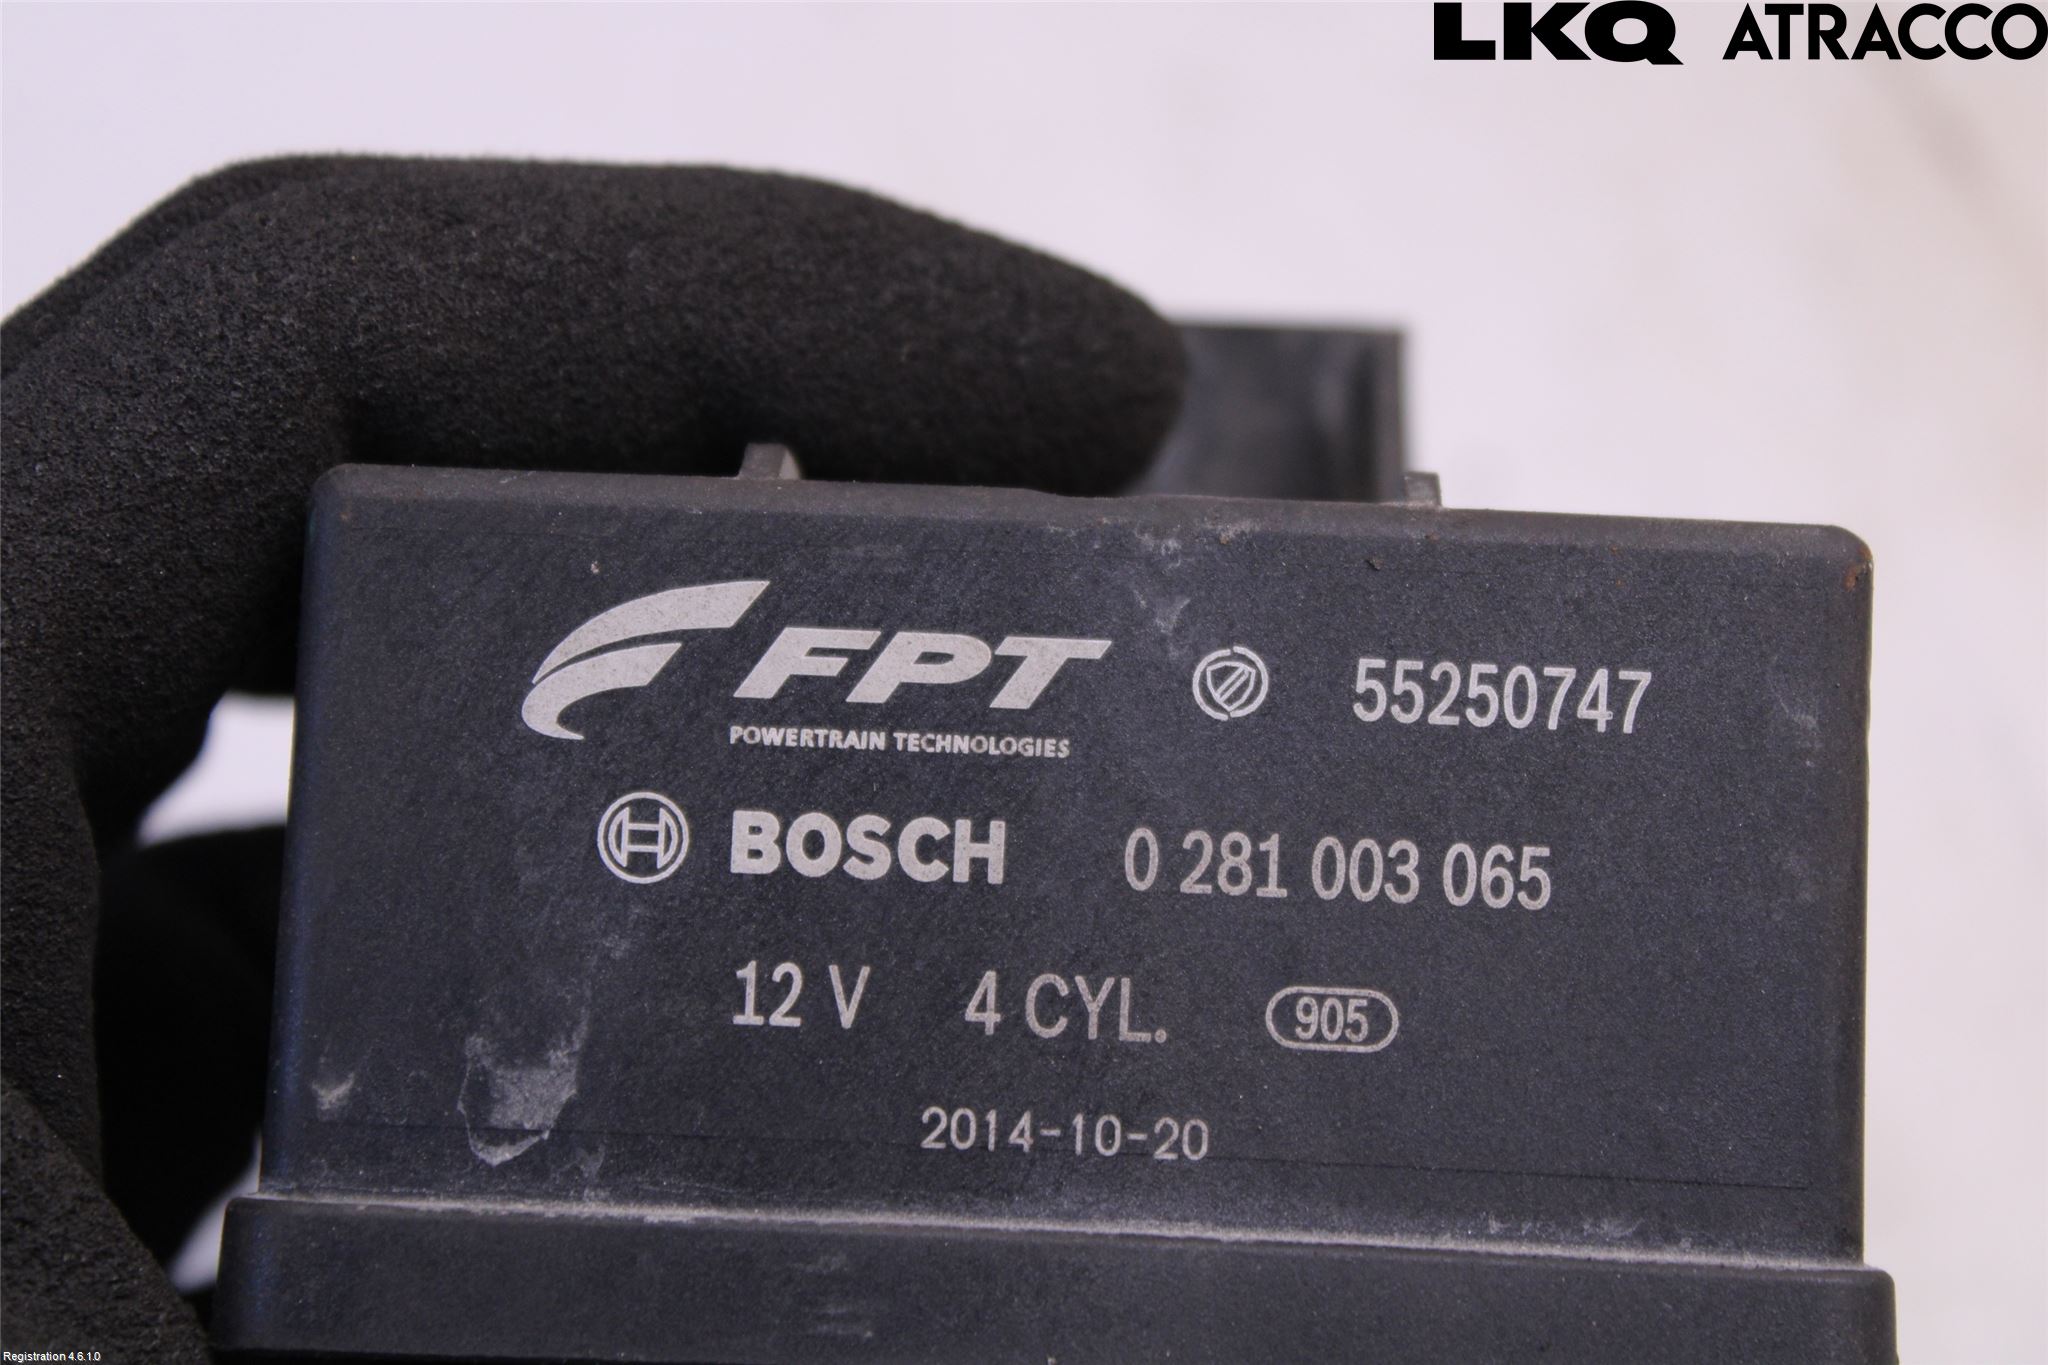 LKQ ATRACCO
FPT 55250747
POWERTRAIN TECHNOLOGIES
BOSCH 0 281 003 065
12 V 4 CYL. 905
2014-10-20
Registration 4.6.1.0